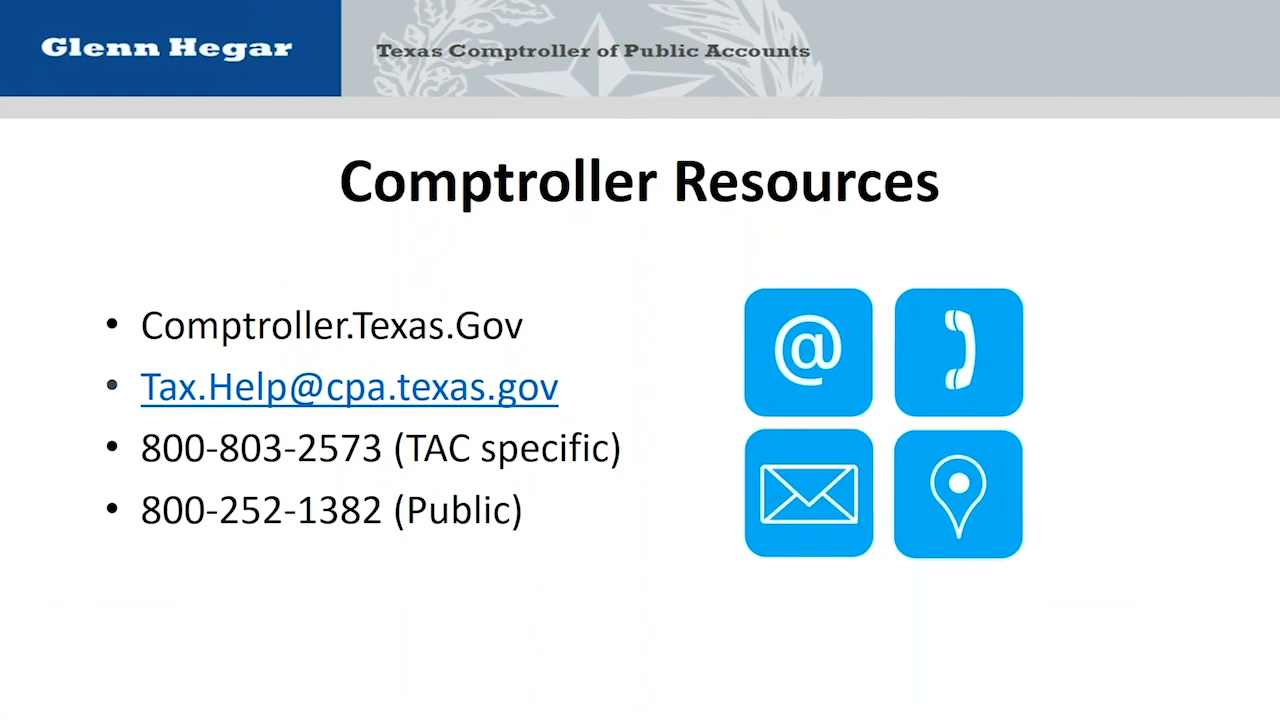 Glenn Hegar
Texas Comptroller of Public Accounts
Comptroller Resources
• Comptroller.Texas.Gov
• Tax.Help@cpa.texas.gov
• 800-803-2573 (TAC specific)
• 800-252-1382 (Public)
@